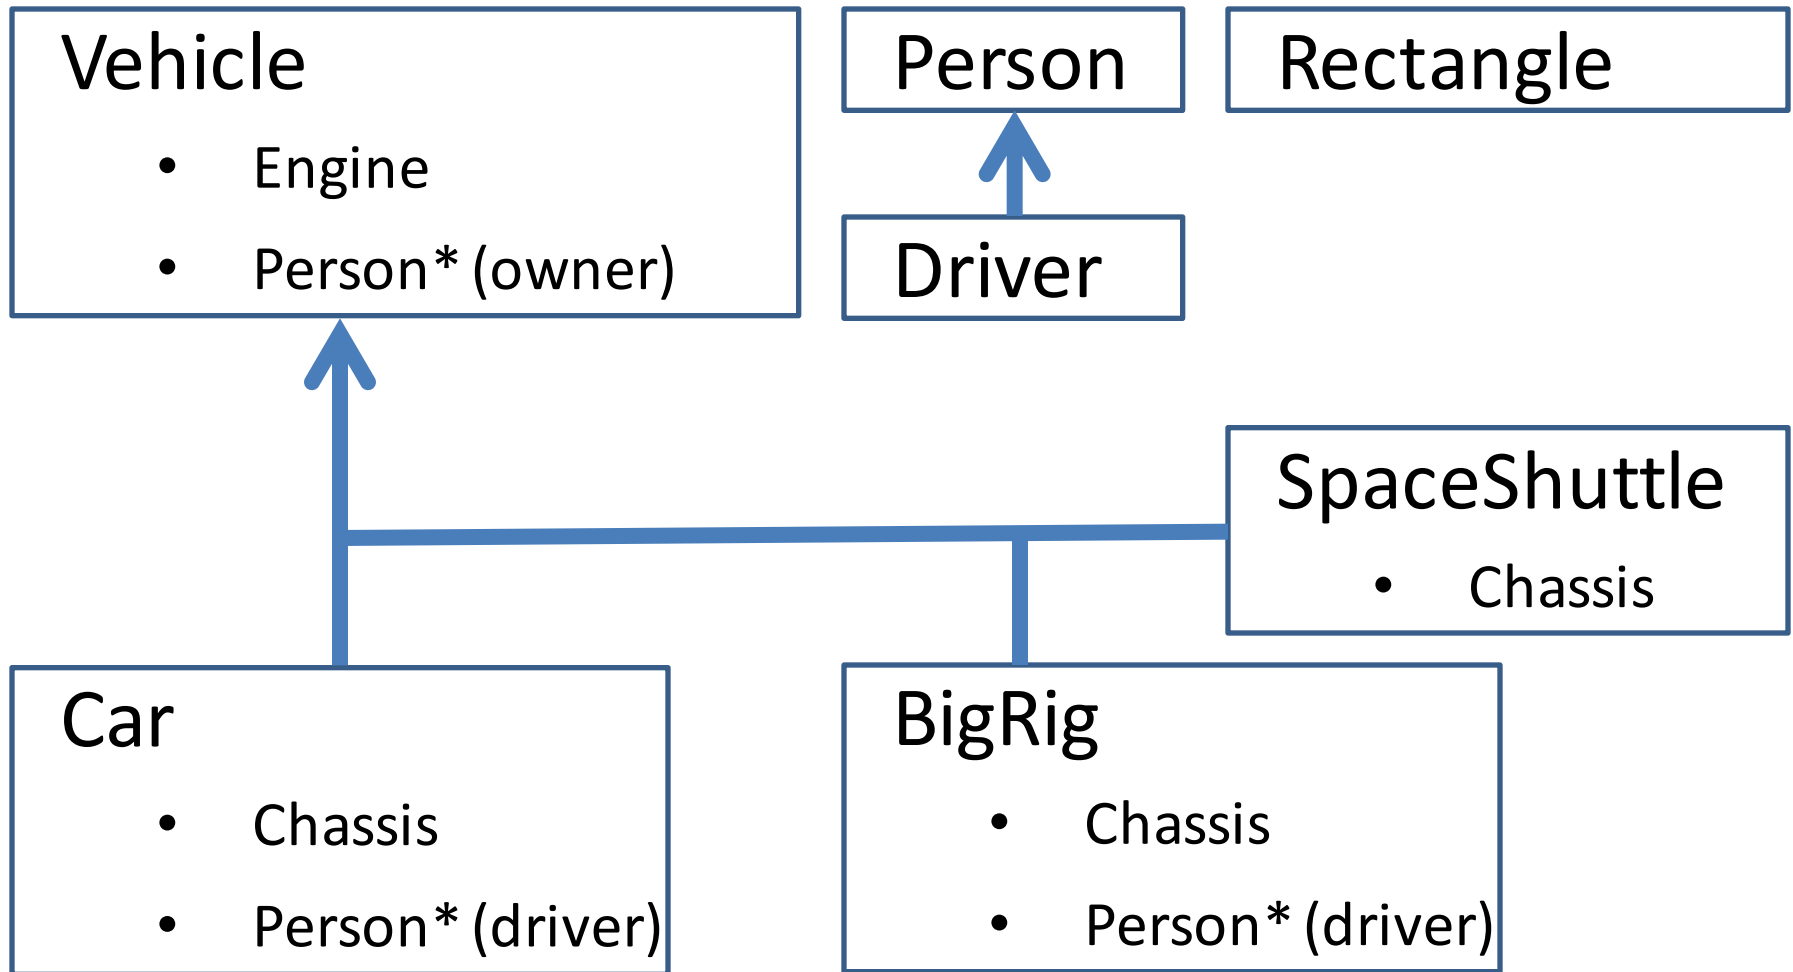 Vehicle
• Engine
• Person* (owner)
Person
Driver
Rectangle
SpaceShuttle
• Chassis
Car
• Chassis
• Person* (driver)
BigRig
• Chassis
• Person* (driver)